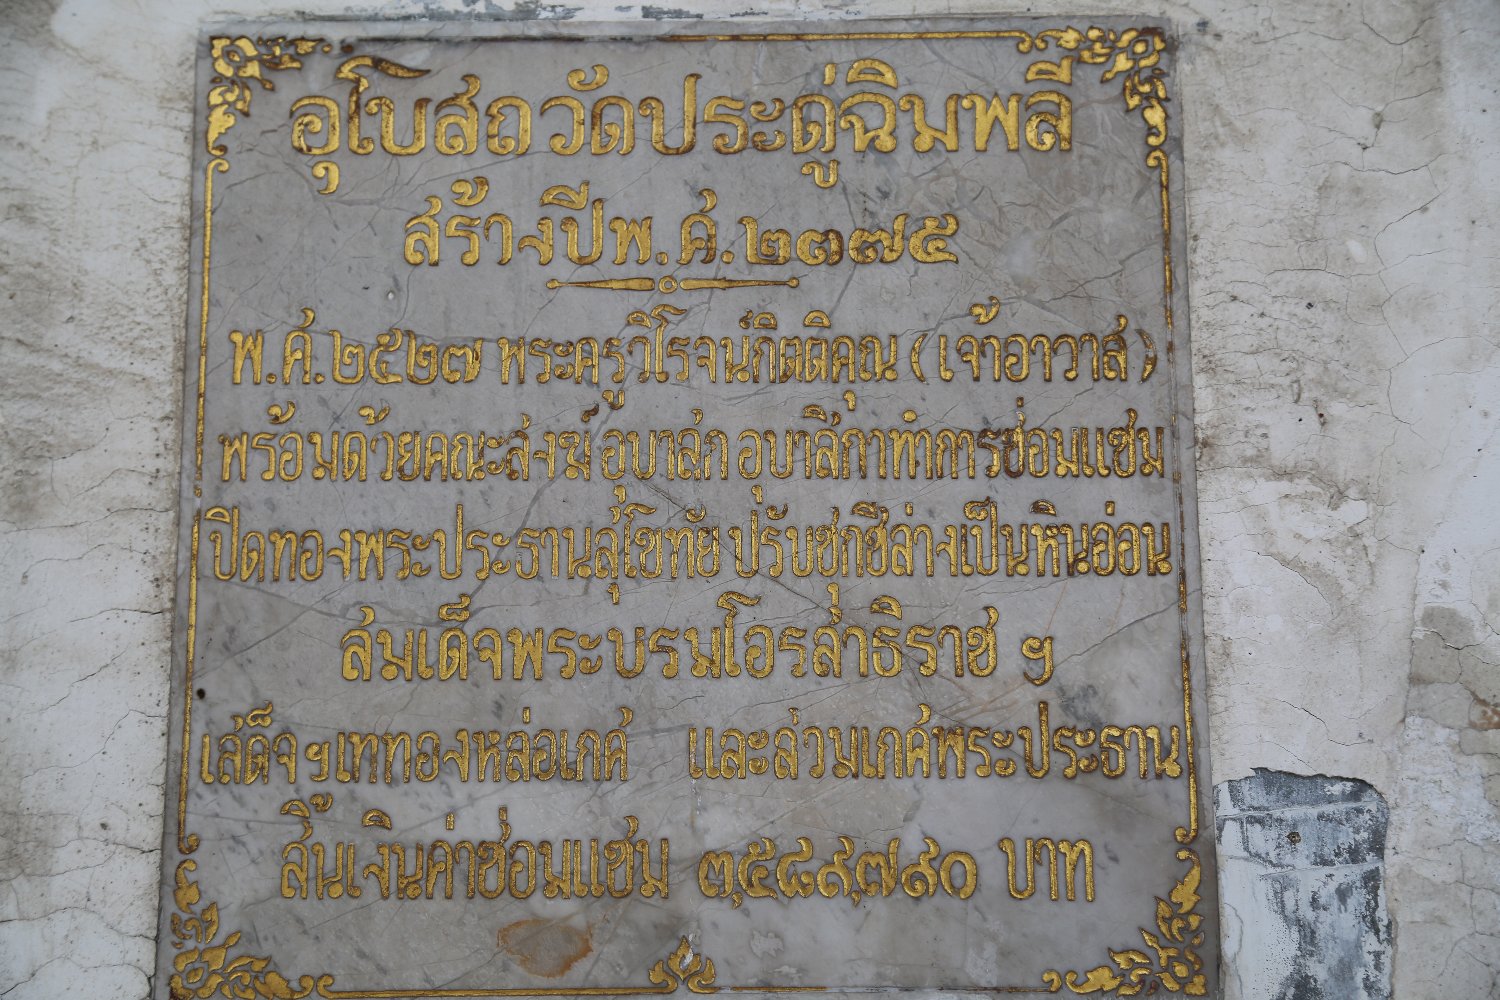 อุโบสถวัดประดู่ฉิมพลี
สร้างปีพ.ศ.๒๓๗๕
พ.ศ.๒๕๒๗ พระครูวิโรจน์กิตติคุณ (เจ้าอาวาส)
พร้อมด้วยคณะสงฆ์ อุบาสก อุบาสิกาทำการซ่อมแซม
ปิดทองพระประธานสุโขทัย ปรับชุกชีล่างเป็นหินอ่อน
สมเด็จพระบรมโอรสาธิราช ฯ
เสด็จฯเททองหล่อเกศ และสวมเกศพระประธาน
สิ้นเงินค่าซ่อมแซม ๓,๕๘๙,๗๙๐ บาท